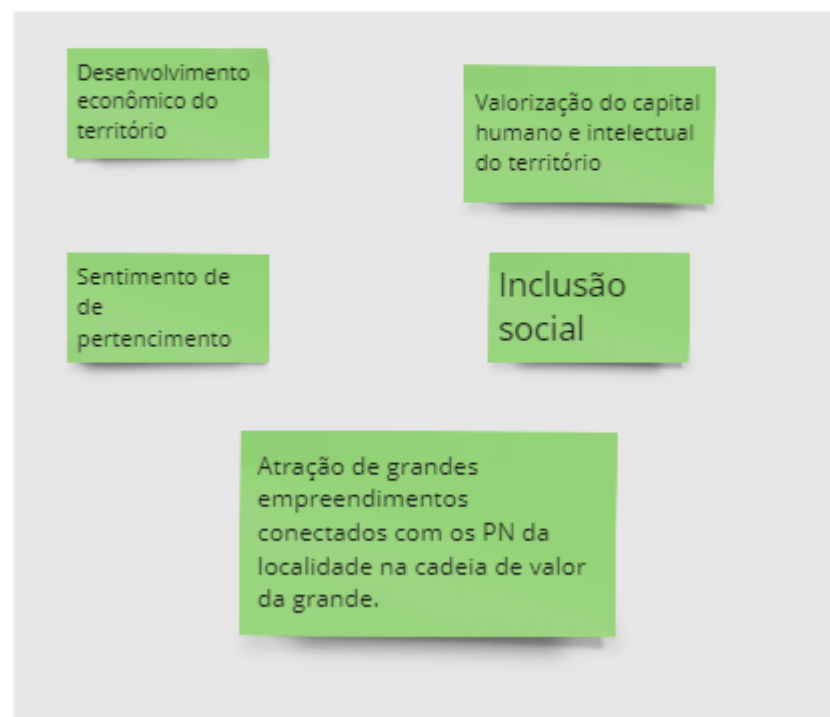 Desenvolvimento
econômico do
território
Valorização do capital
humano e intelectual
do território
Sentimento de
de
pertencimento
Inclusão
social
Atração de grandes
empreendimentos
conectados com os PN da
localidade na cadeia de valor
da grande.